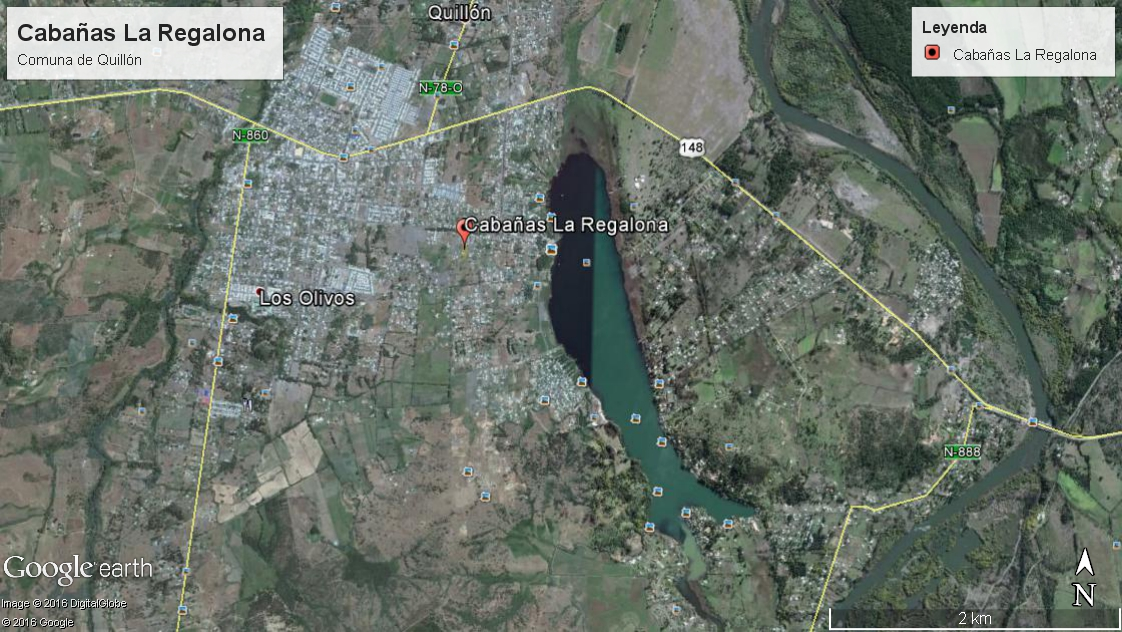 Cabañas La Regalona
Comuna de Quillón
Quillón
Leyenda
Cabañas La Regalona
N-78-O
N-860
148
Cabañas La Regalona
Los Olivos
N-888
Google earth
Image © 2016 DigitalGlobe
© 2016 Google
N
2 km